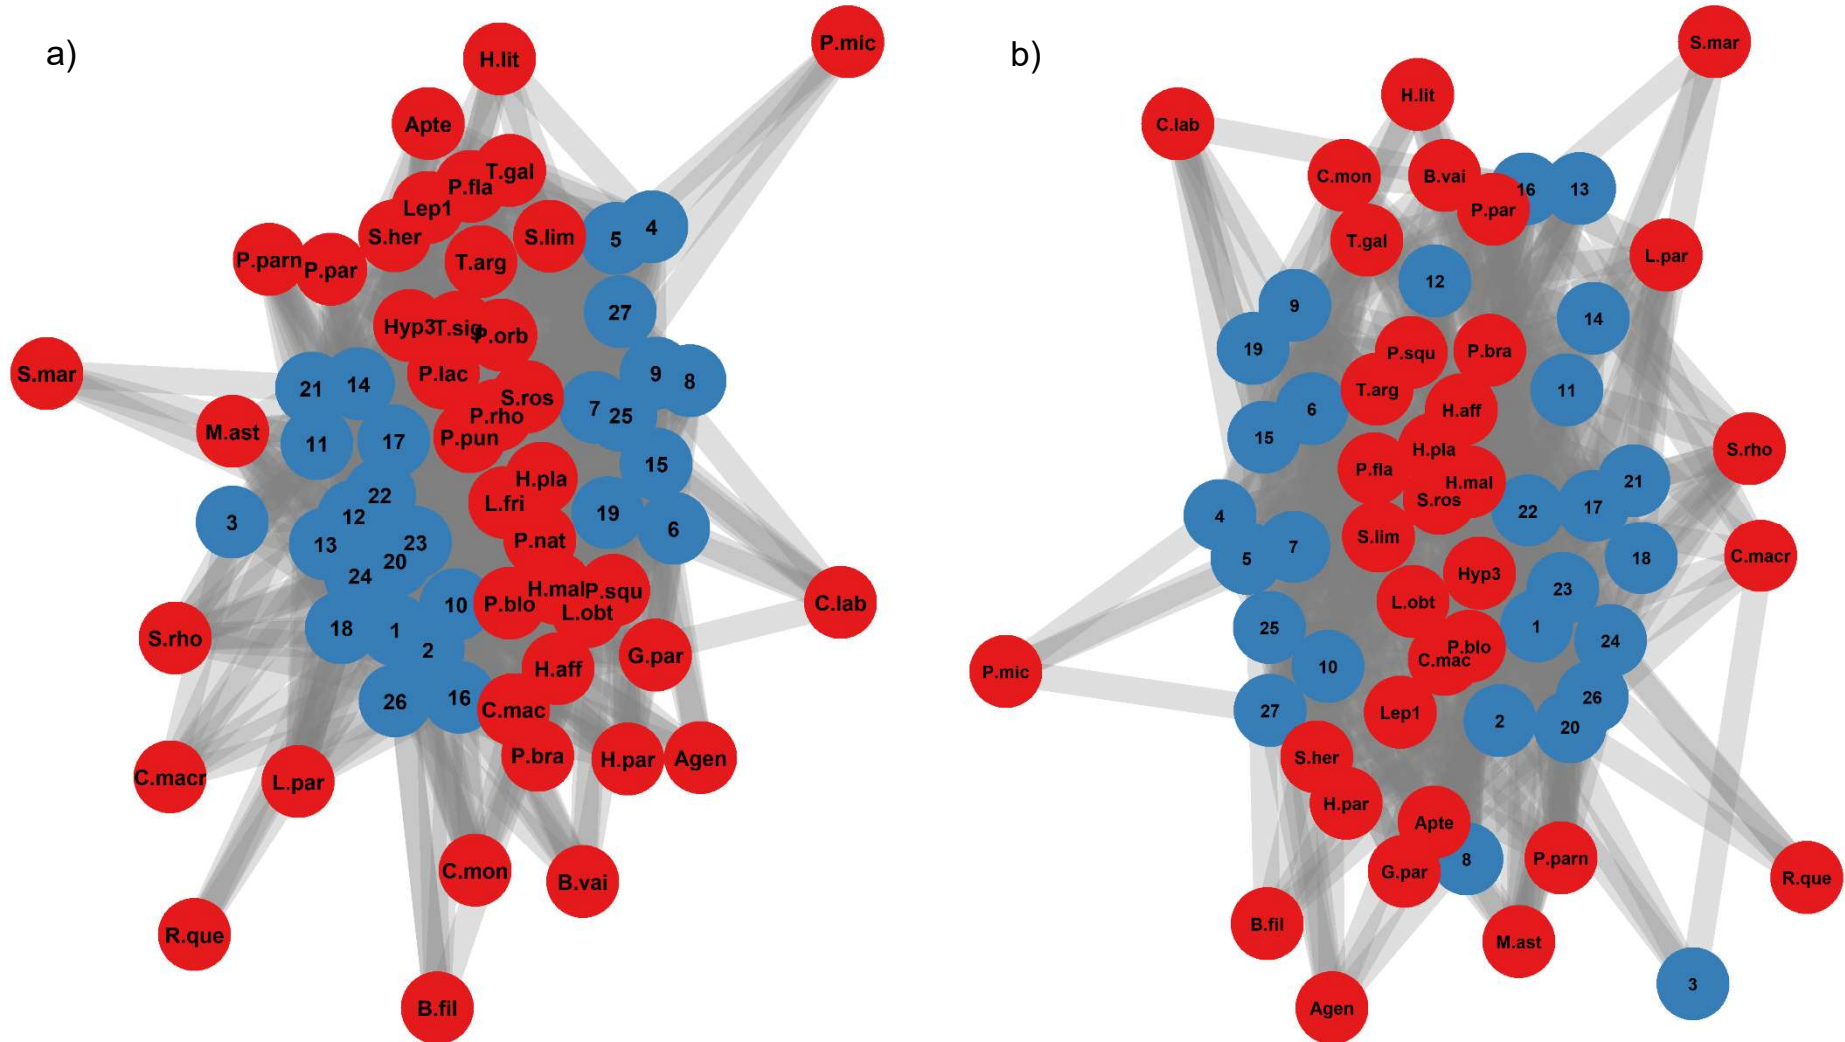 a)
H.lit
P.mic
Apte
T.gal
P.fla
Lep1
S.her
S.lim
5
4
P.parn
P.par
T.arg
27
Hyp3
T.sig
P.orb
S.mar
21
14
P.lac
S.ros
9
8
7
25
M.ast
11
17
P.rho
P.pun
15
22
H.pla
L.fri
3
12
19
6
13
23
P.nat
20
24
10
P.blo
H.mal
P.squ
L.obt
C.lab
S.rho
18
1
2
H.aff
G.par
26
16
C.mac
C.macr
L.par
P.bra
H.par
Agen
C.mon
B.vai
R.que
B.fil
b)
S.mar
H.lit
C.lab
C.mon
B.vai
16
13
P.par
T.gal
L.par
12
9
14
19
P.squ
P.bra
T.arg
11
6
H.aff
15
H.pla
S.rho
P.fla
H.mal
21
S.ros
4
22
17
S.lim
5
7
18
C.macr
Hyp3
L.obt
23
25
1
24
P.blo
C.mac
10
P.mic
27
Lep1
2
26
20
S.her
H.par
Apte
8
P.parn
G.par
R.que
B.fil
M.ast
3
Agen